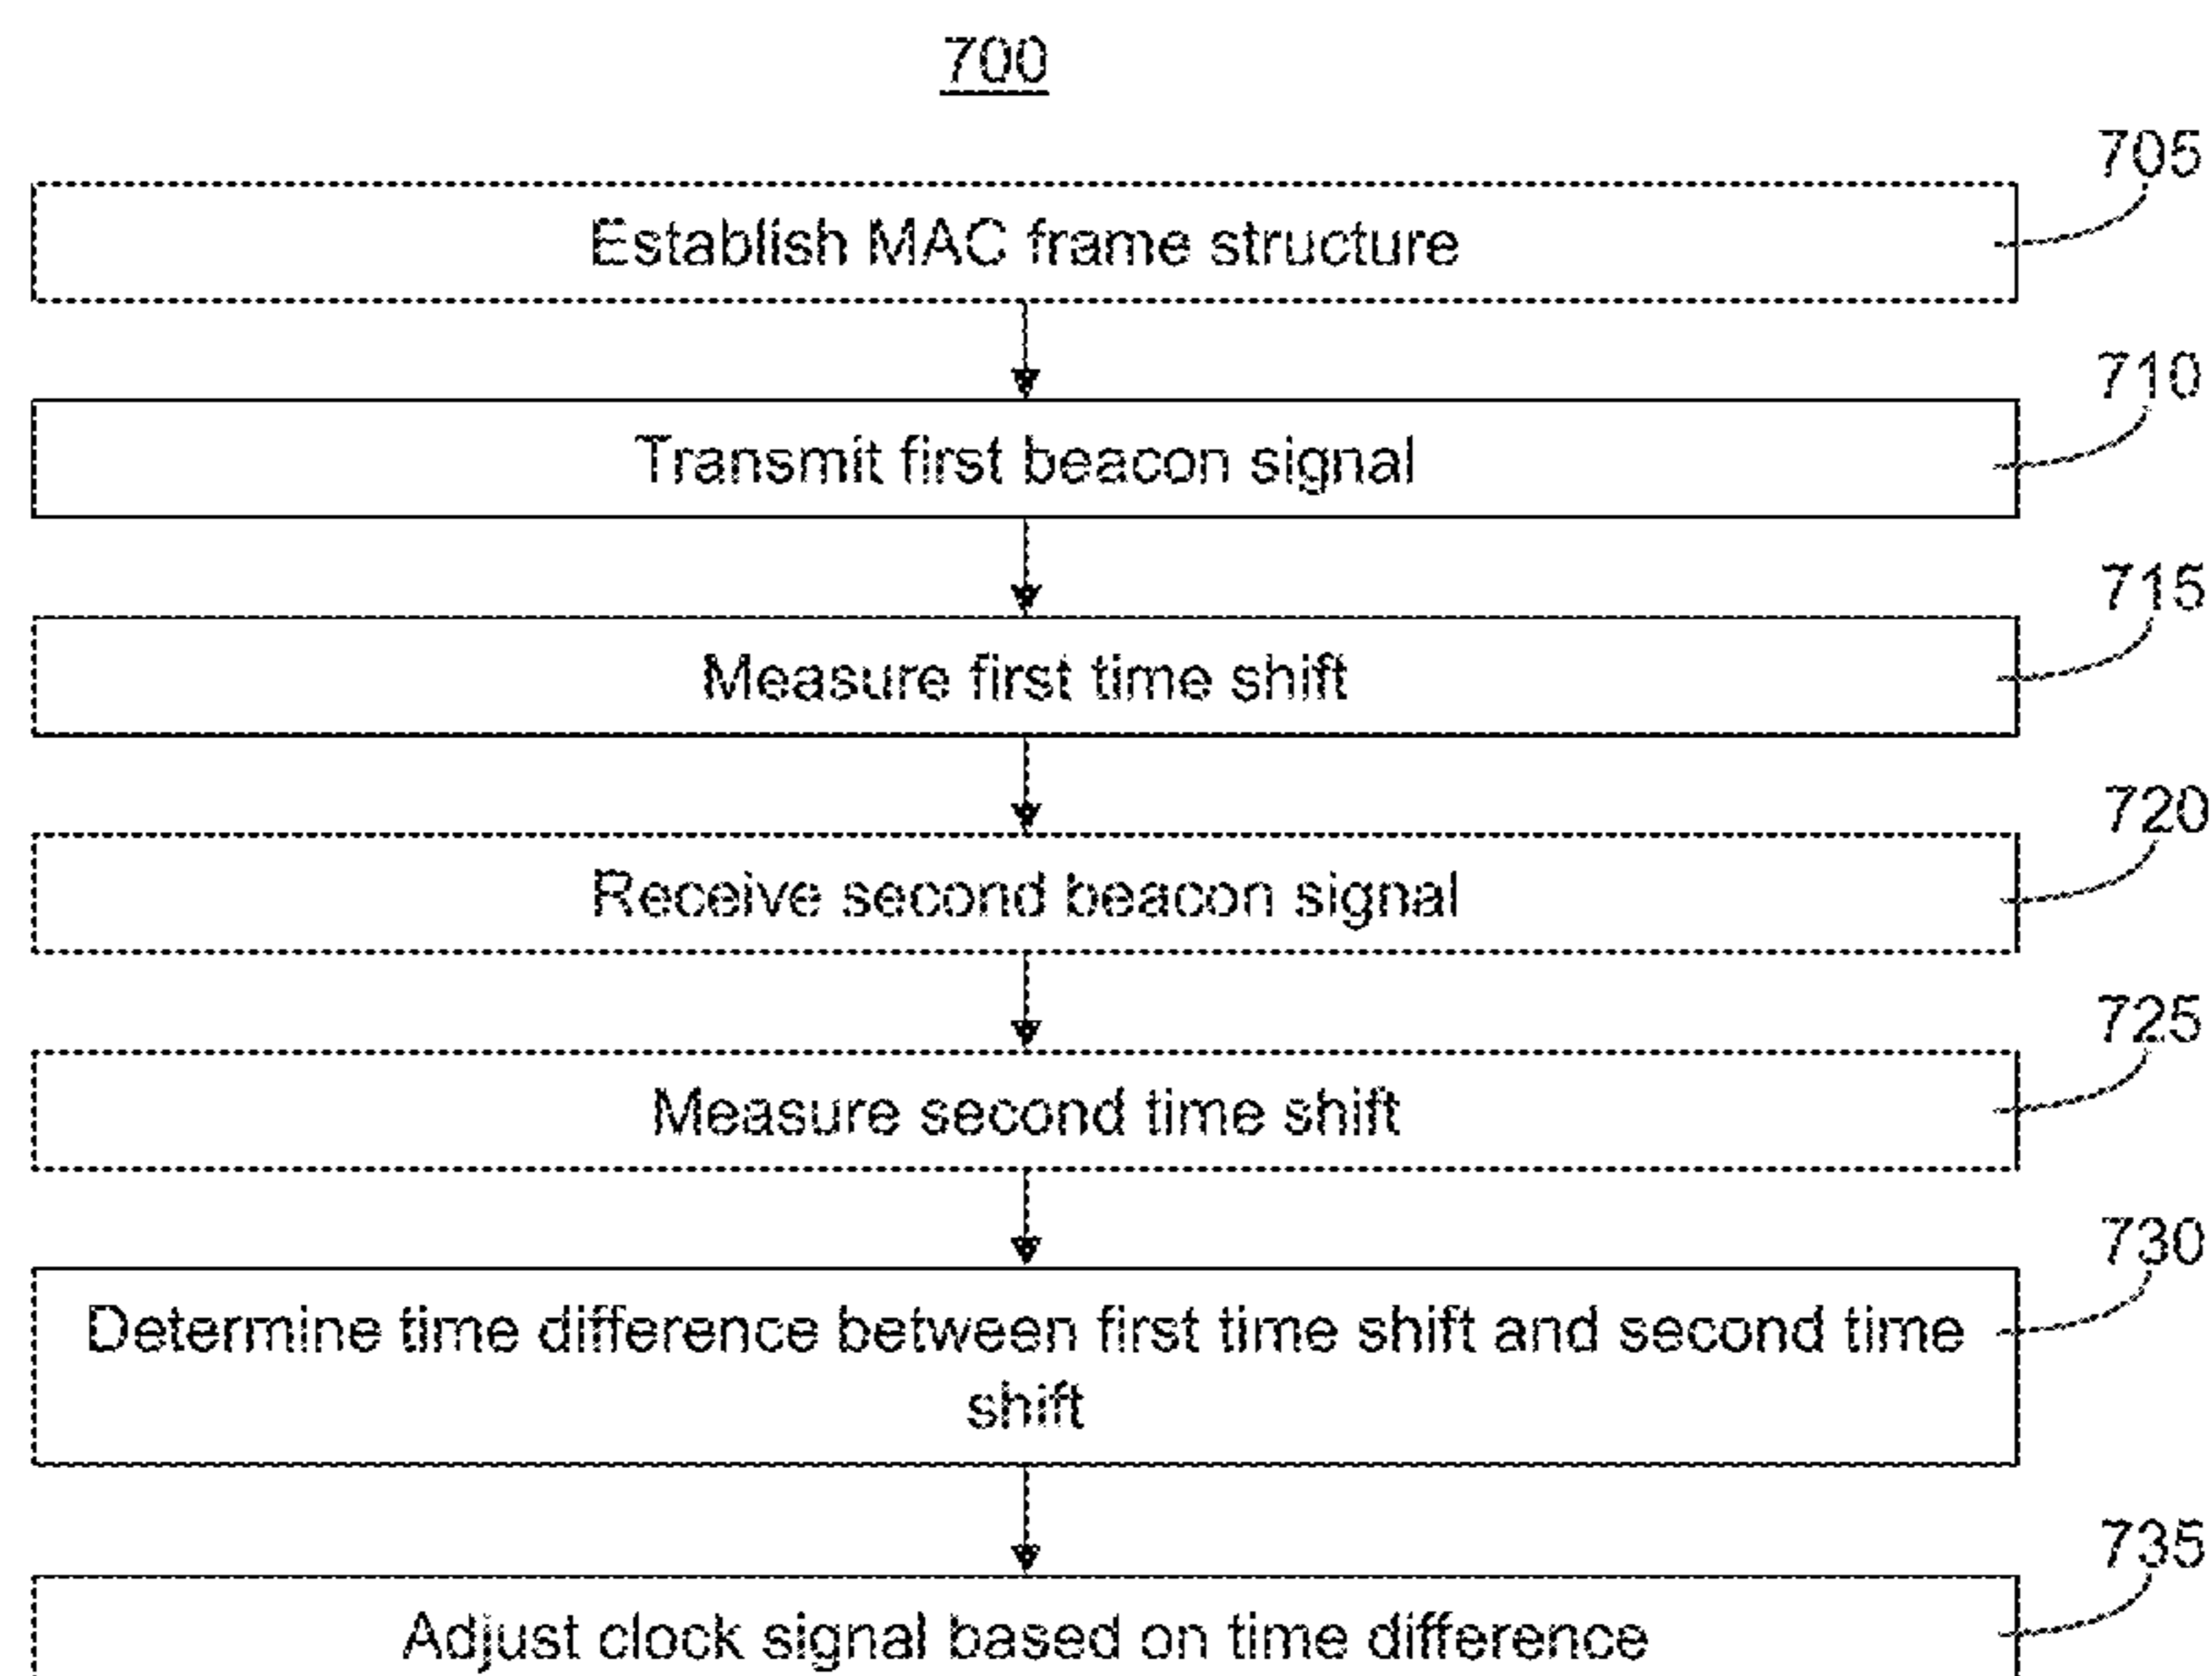 700
705
Establish MAC frame structure
710
Transmit first beacon signal
715
Measure first time shift
720
Receive second beacon signal
725
Measure second time shift
730
Determine time difference between first time shift and second time
shift
735
Adjust clock signal based on time difference